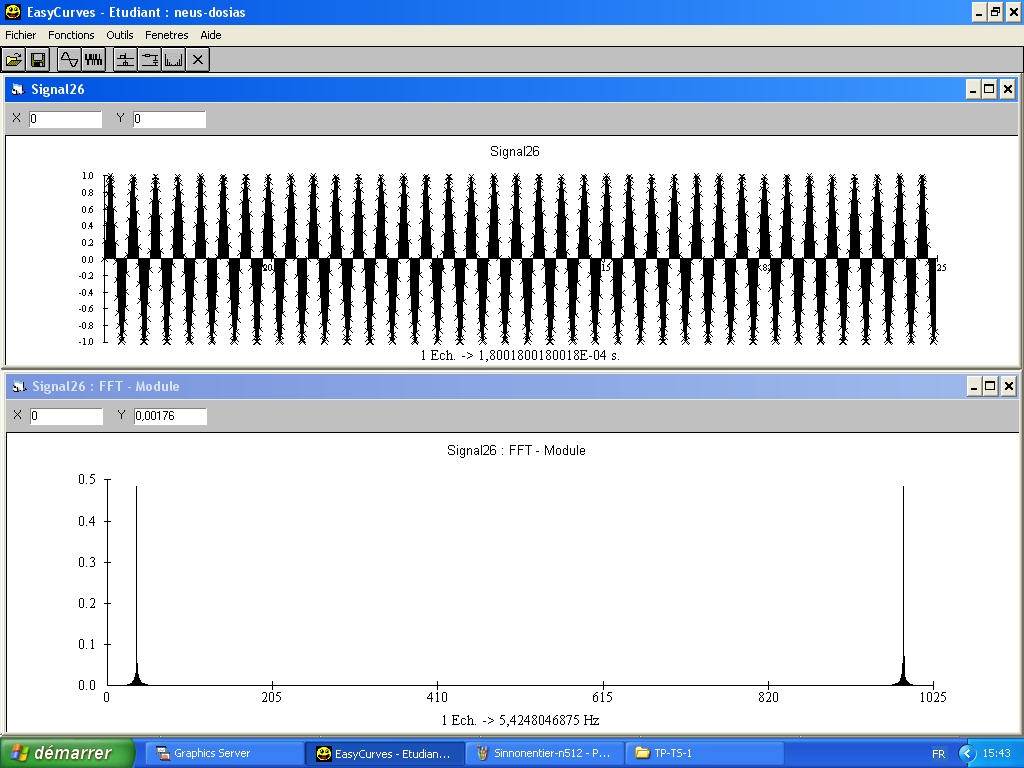 EasyCurves - Etudiant : neus-dosias
Fichier Fonctions Outils Fenetres Aide
Signal26
X 0 Y 0
Signal26
1.0
0.8
0.6
0.4
0.2
0.0
-0.2
-0.4
-0.6
-0.8
-1.0
1 Ech. -> 1,8001800180018E-04 s.
Signal26 : FFT - Module
X 0 Y 0,00176
Signal26 : FFT - Module
0.5
0.4
0.3
0.2
0.1
0.0
0 205 410 615 820 1025
1 Ech. -> 5,4248046875 Hz
démarrer Graphics Server EasyCurves - Etudian... Sinnonentier-n512 - P... TP-TS-1 FR 15:43